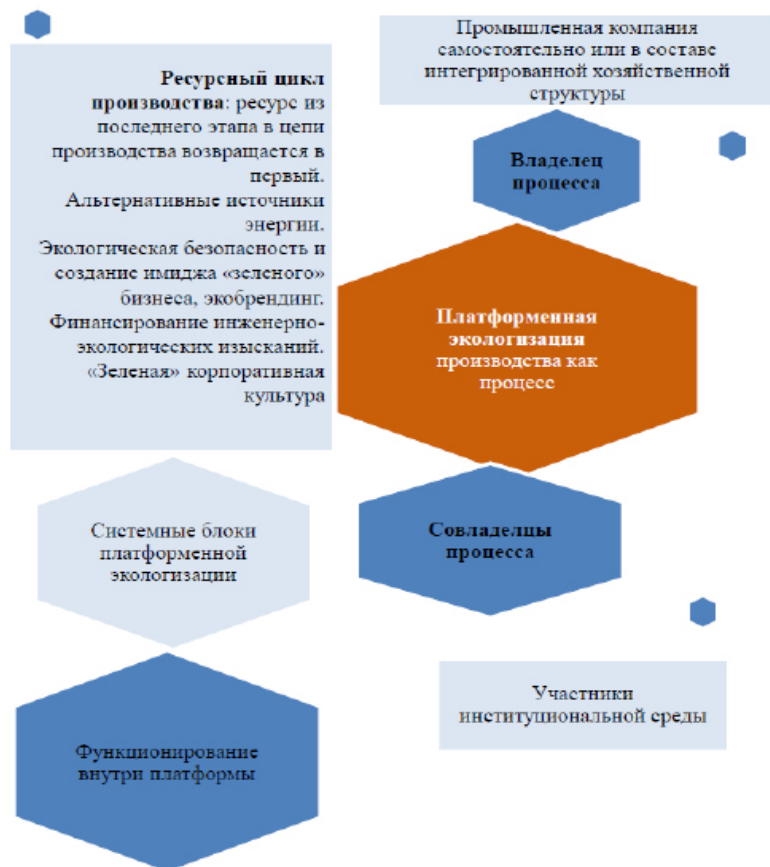 Ресурсный цикл
производства: ресурс из
последнего этапа в цепи
производства возвращается в
первый.
Альтернативные источники
энергии.
Экологическая безопасность и
создание имиджа «зеленого»
бизнеса, экобрендинг.
Финансирование инженерно-
экологических изысканий.
«Зеленая» корпоративная
культура
Промышленная компания
самостоятельно или в составе
интегрированной хозяйственной
структуры
Владелец
процесса
Платформенная
экологизация
производства как
процесс
Системные блоки
платформенной
экологизации
Совладелцы
процесса
Участники
институциональной среды
Функционирование
внутри платформы